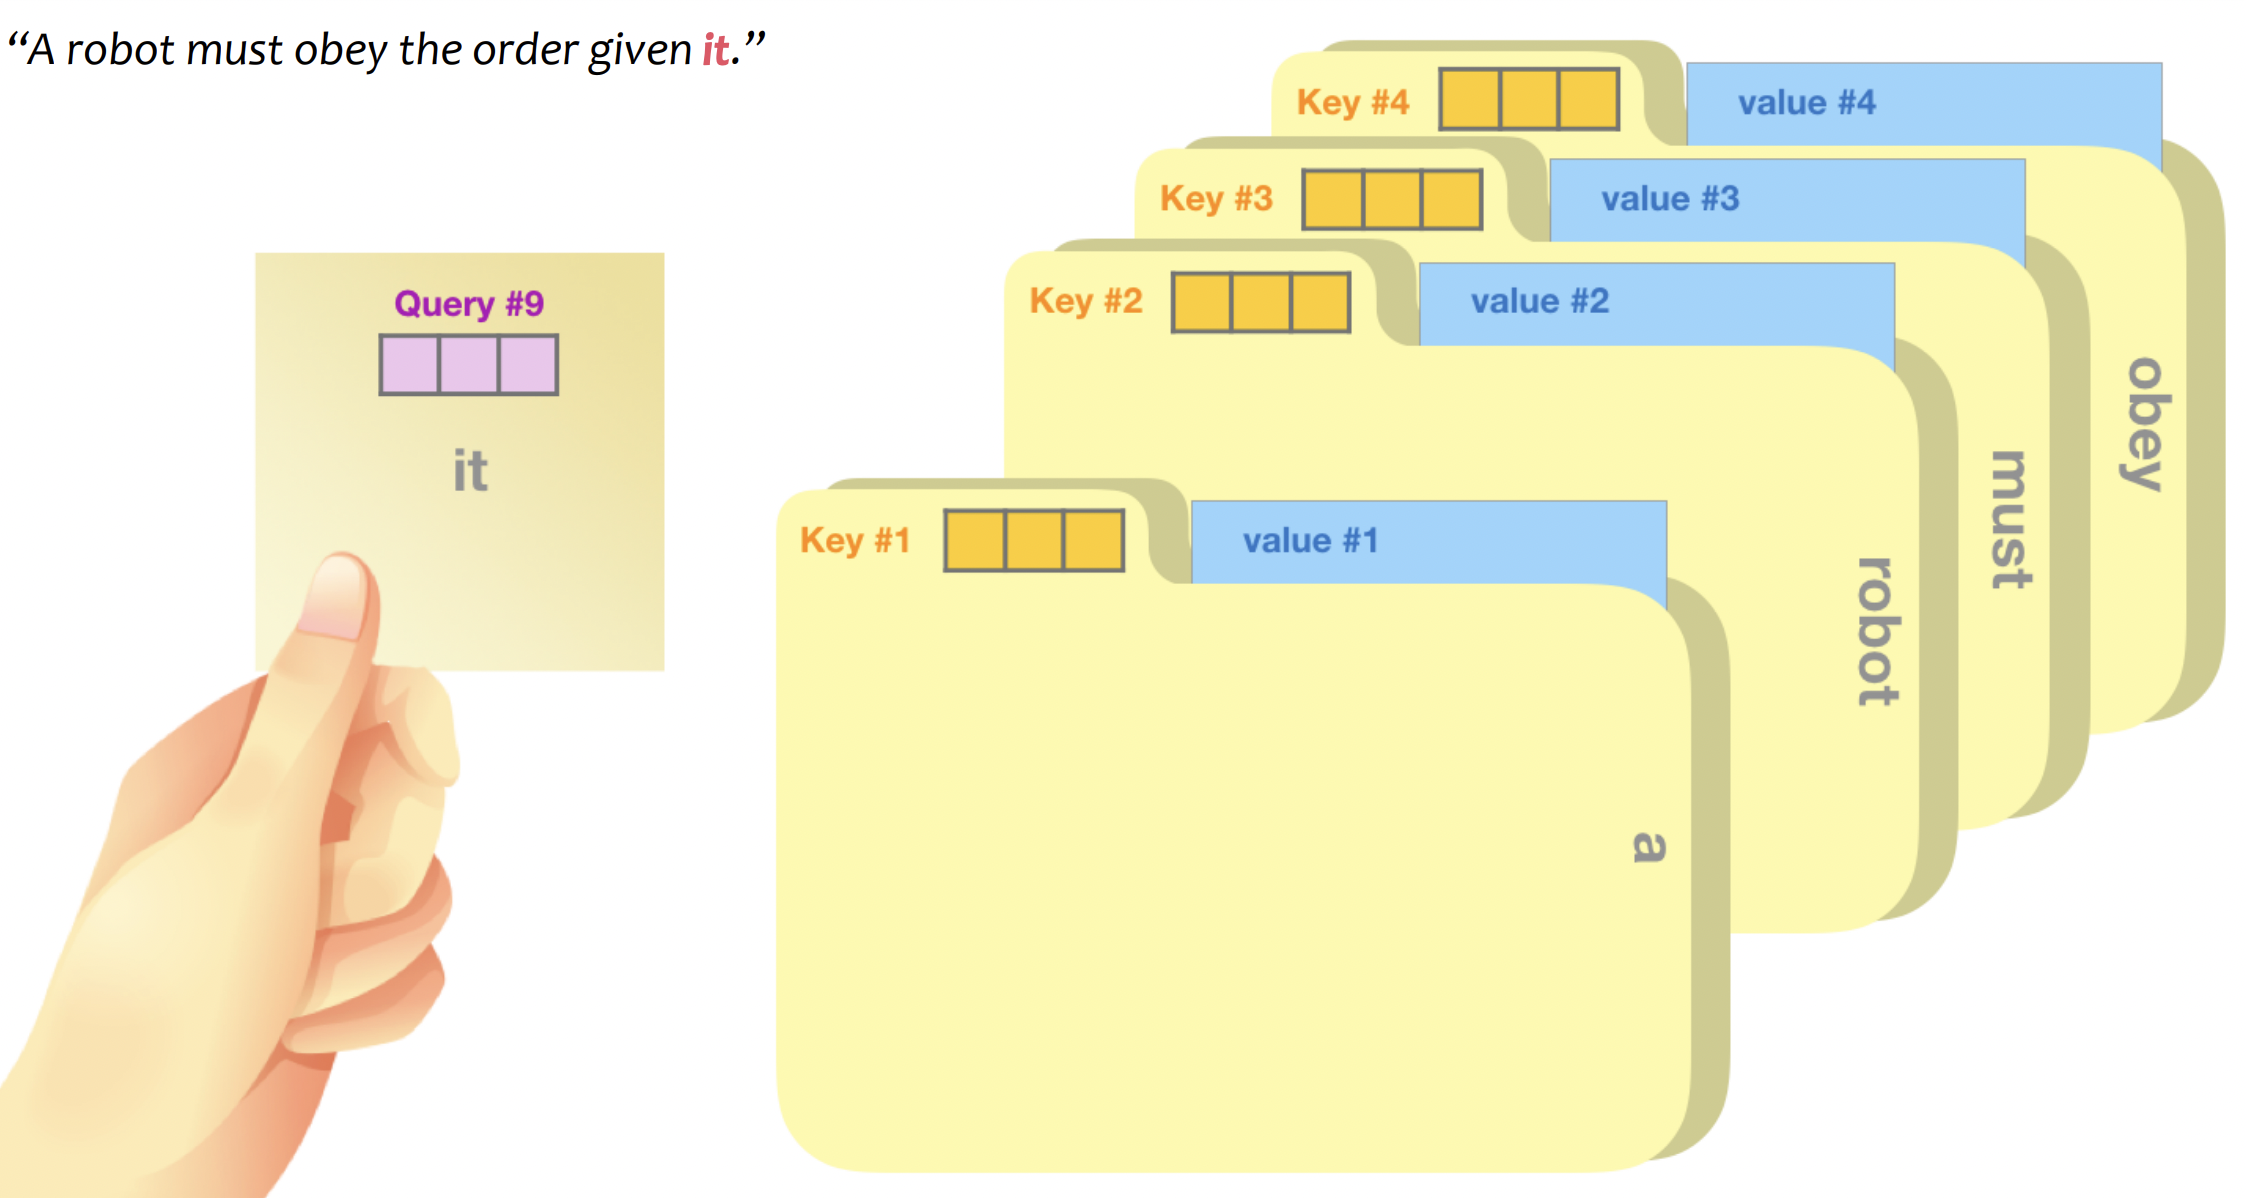 “A robot must obey the order given it.”
Query #9
it
Key #4 value #4
Key #3 value #3
Key #2 value #2
Key #1 value #1
a
robot
must
obey